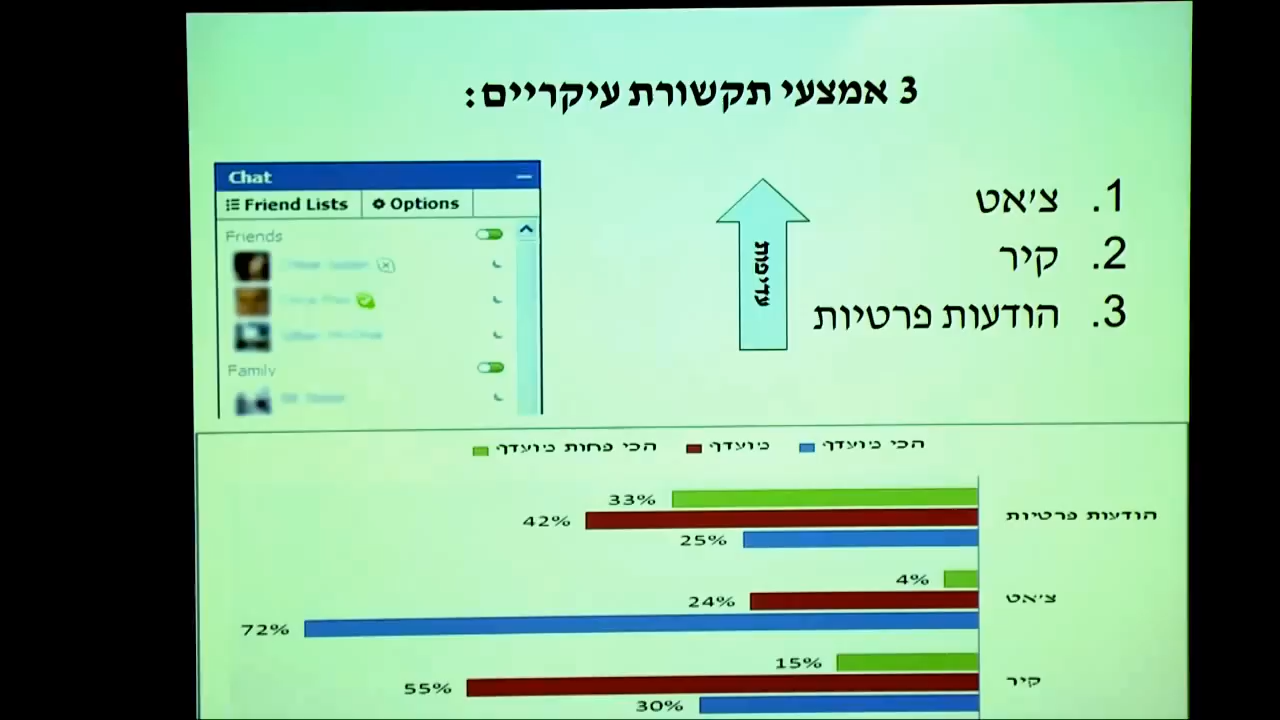 3 אמצעי תקשורת עיקריים:
1. צ'אט
2. קיר
3. הודעות פרטיות
עדיפות
Chat
Friend Lists
Options
Friends
Family
הכי מועדף
מועדף
הכי פחות מועדף
הודעות פרטיות
33%
42%
25%
צ'אט
4%
24%
72%
קיר
15%
55%
30%